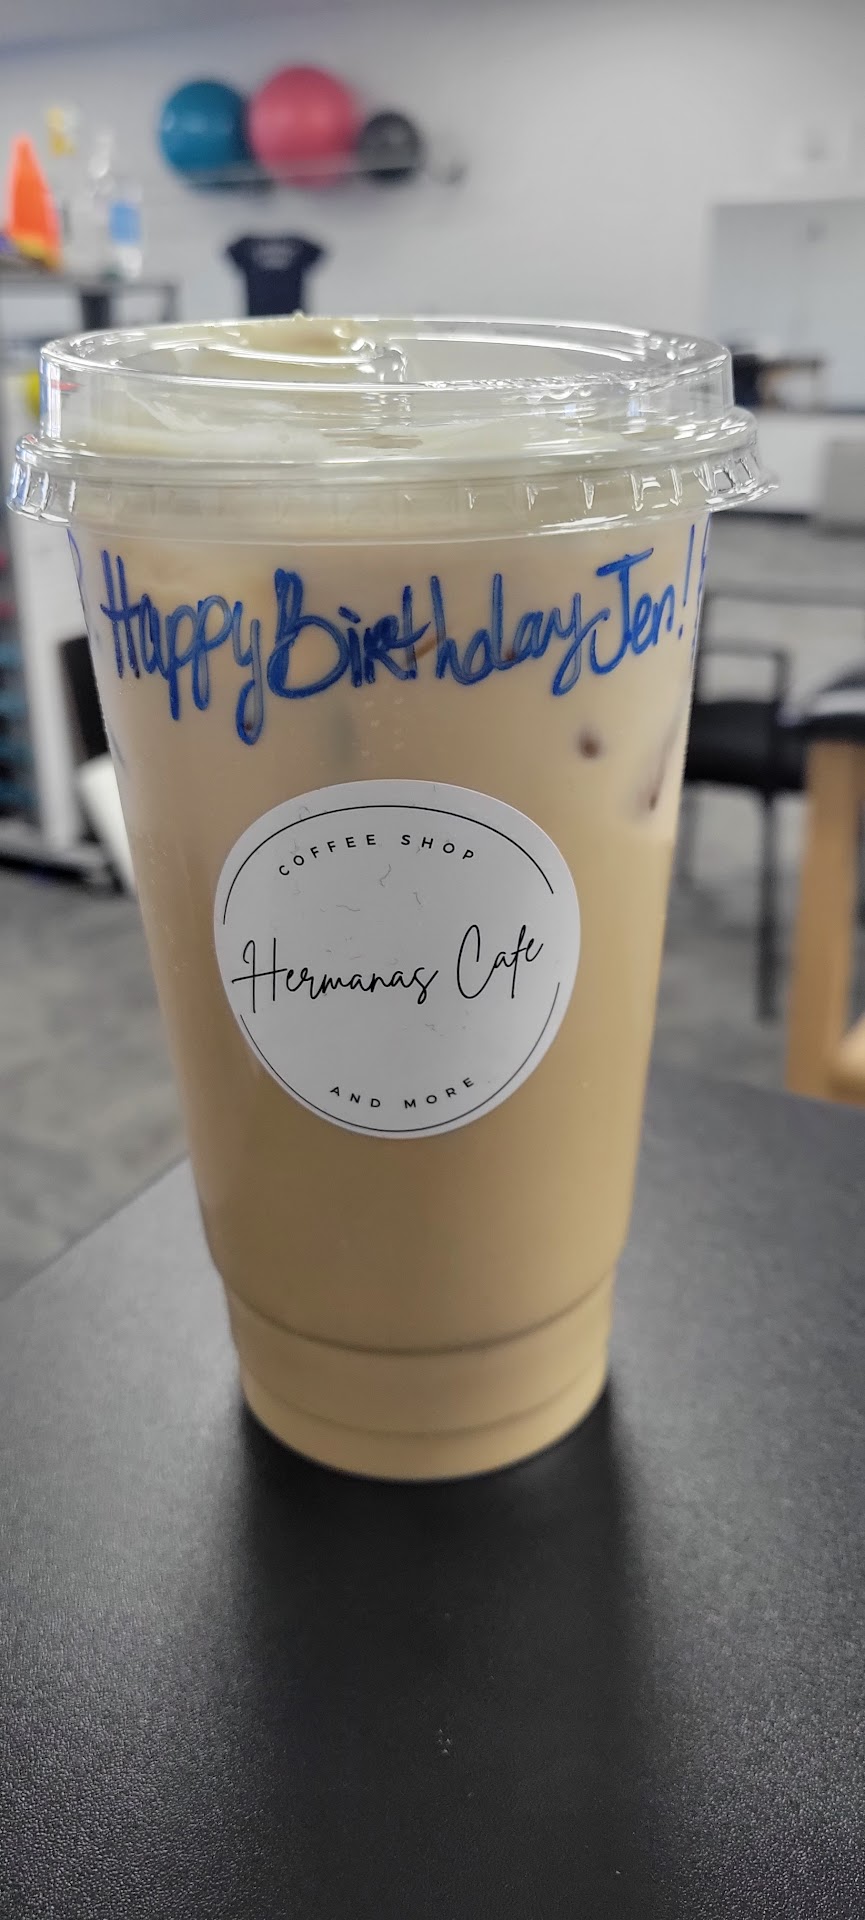 Happy Birthday Jen!
COFFEE SHOP
Hermanas Cafe
AND MORE